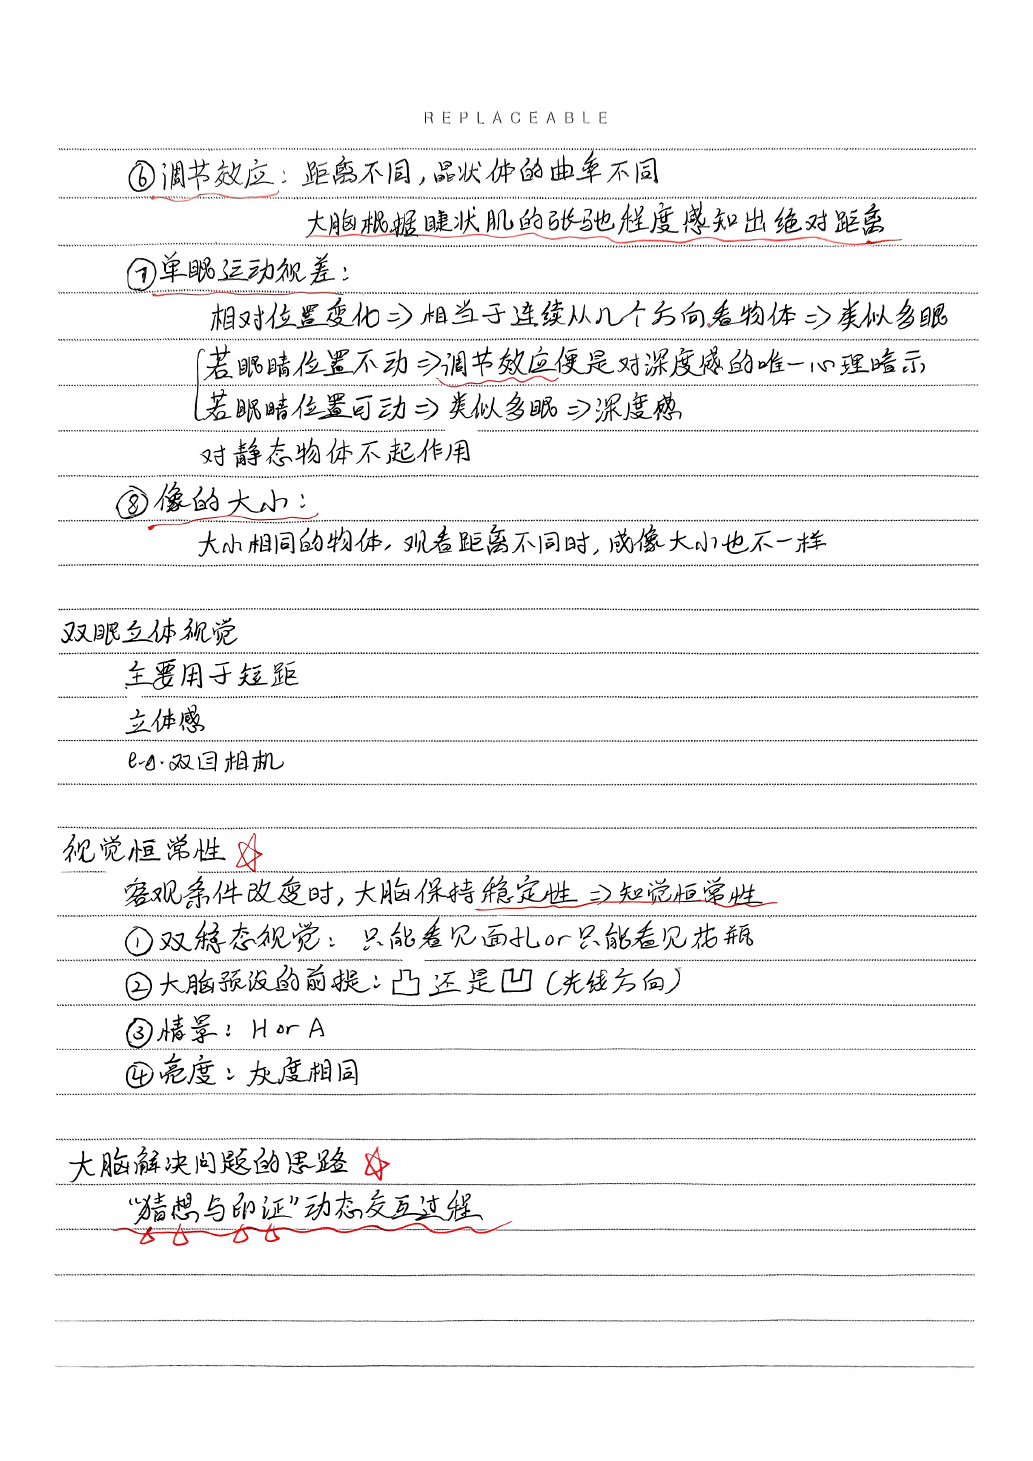 REPLACEABLE
⑥调节效应：距离不同，晶状体的曲率不同
大脑根据睫状肌的张驰程度感知出绝对距离
⑦单眼运动视差：
相对位置变化⇒相当于连续从几个方向看物体⇒类似多眼
若眼睛位置不动⇒调节效应便是对深度感的唯一心理暗示
若眼睛位置可动⇒类似多眼⇒深度感
对静态物体不起作用
⑧像的大小：
大小相同的物体，观看距离不同时，成像大小也不一样
双眼立体视觉
主要用于短距
立体感
e.g.双目相机
视觉恒常性☆
客观条件改变时，大脑保持稳定性⇒知觉恒常性
①双稳态视觉：只能看见面孔or只能看见花瓶
②大脑预设的前提：凸还是凹(光线方向)
③情景：H or A
④亮度：灰度相同
大脑解决问题的思路☆
“猜想与印证”动态交互过程